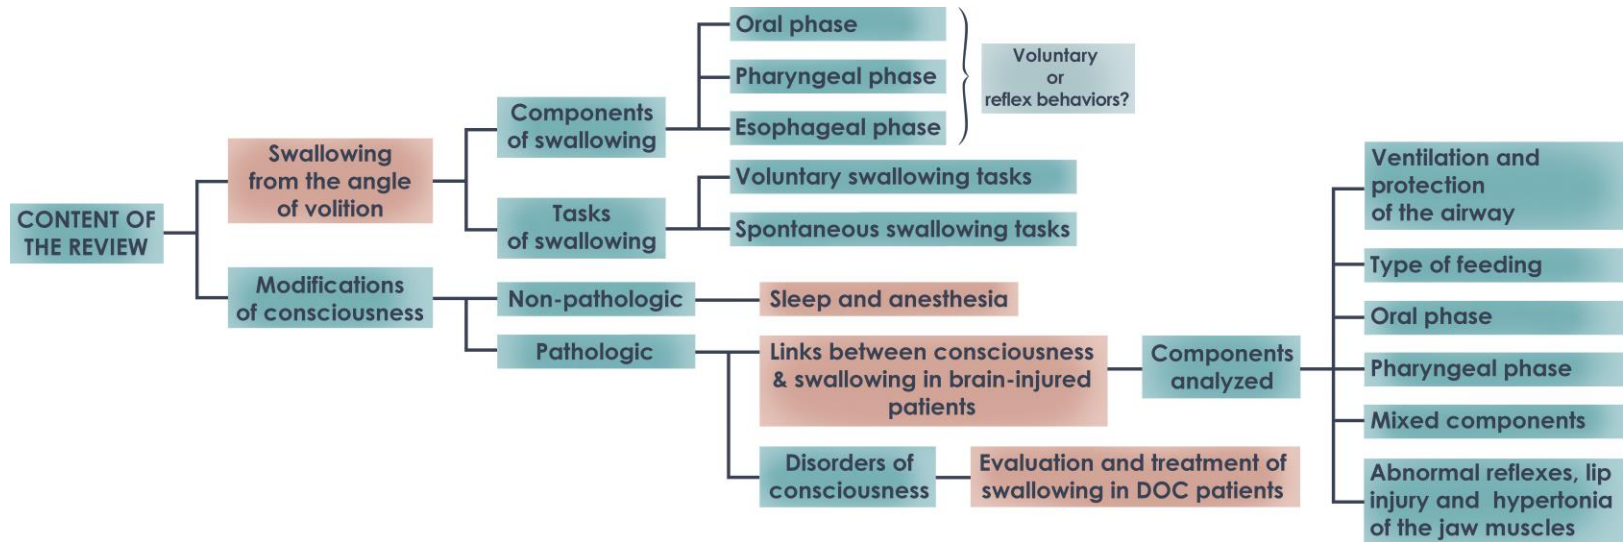 CONTENT OF
THE REVIEW
Swallowing
from the angle
of volition
Components
of swallowing
Oral phase
Pharyngeal phase
Esophageal phase
Voluntary
or
reflex behaviors?
Tasks
of swallowing
Voluntary swallowing tasks
Spontaneous swallowing tasks
Modifications
of consciousness
Non-pathologic
Sleep and anesthesia
Pathologic
Links between consciousness
& swallowing in brain-injured
patients
Components
analyzed
Ventilation and
protection
of the airway
Type of feeding
Oral phase
Pharyngeal phase
Mixed components
Abnormal reflexes, lip
injury and hypertonia
of the jaw muscles
Disorders of
consciousness
Evaluation and treatment of
swallowing in DOC patients